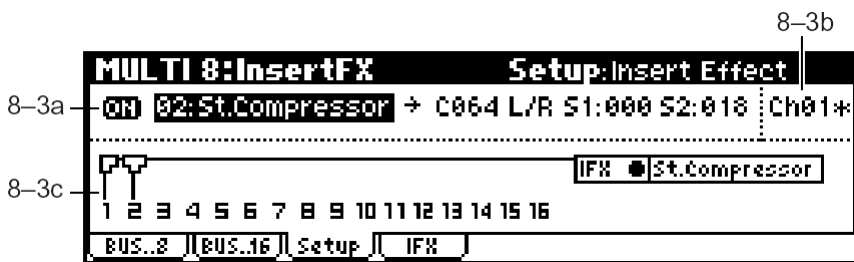 8–3b
MULTI 8:InsertFX Setup:Insert Effect
8–3a ON 02:St.Compressor → C064 L/R S1:000 S2:018 Ch01*
IFX ●St.Compressor
8–3c
1 2 3 4 5 6 7 8 9 10 11 12 13 14 15 16
BUS..8 BUS..16 Setup IFX